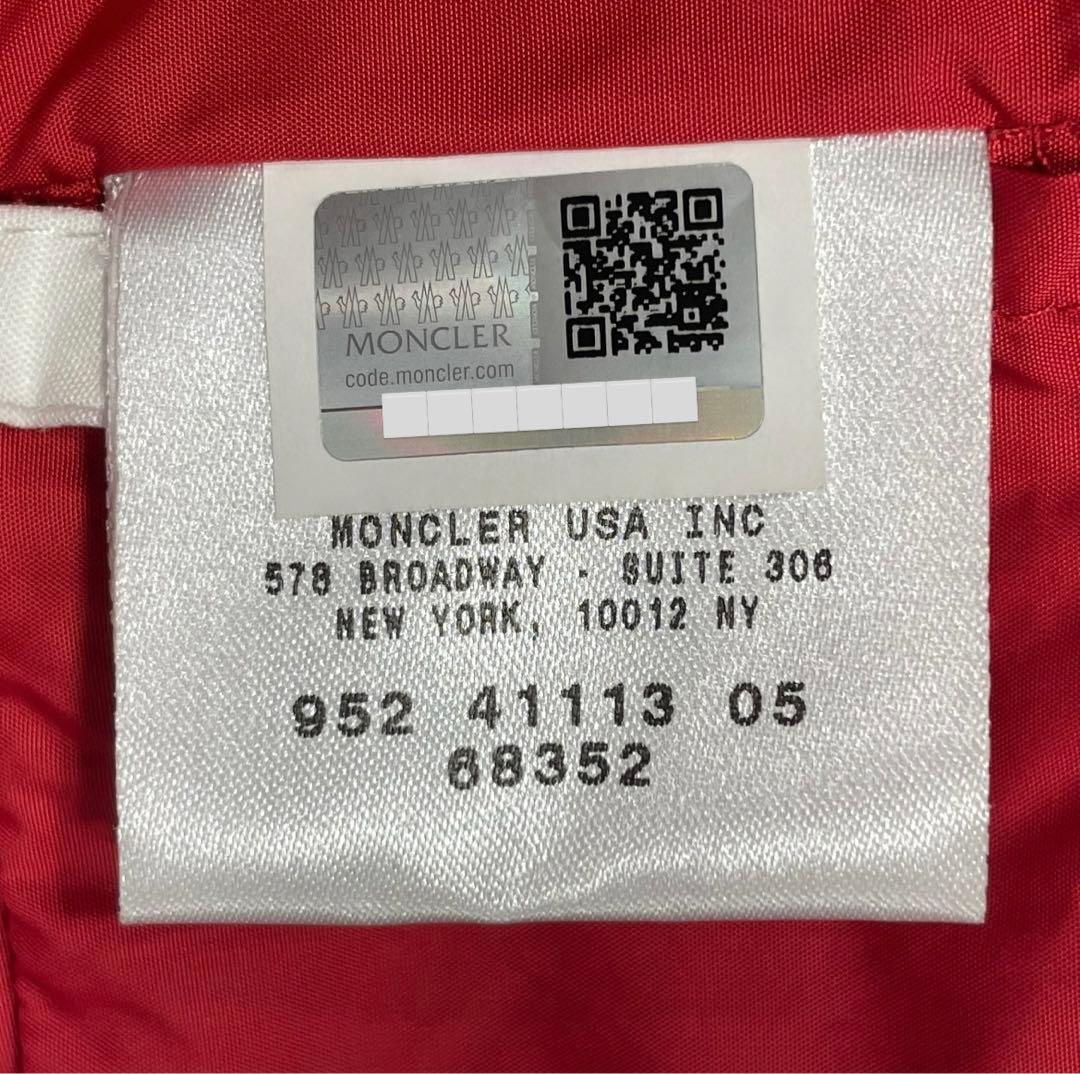 MONCLER
code.moncler.com
MONCLER USA INC
578 BROADWAY - SUITE 306
NEW YORK, 10012 NY
952 41113 05
68352